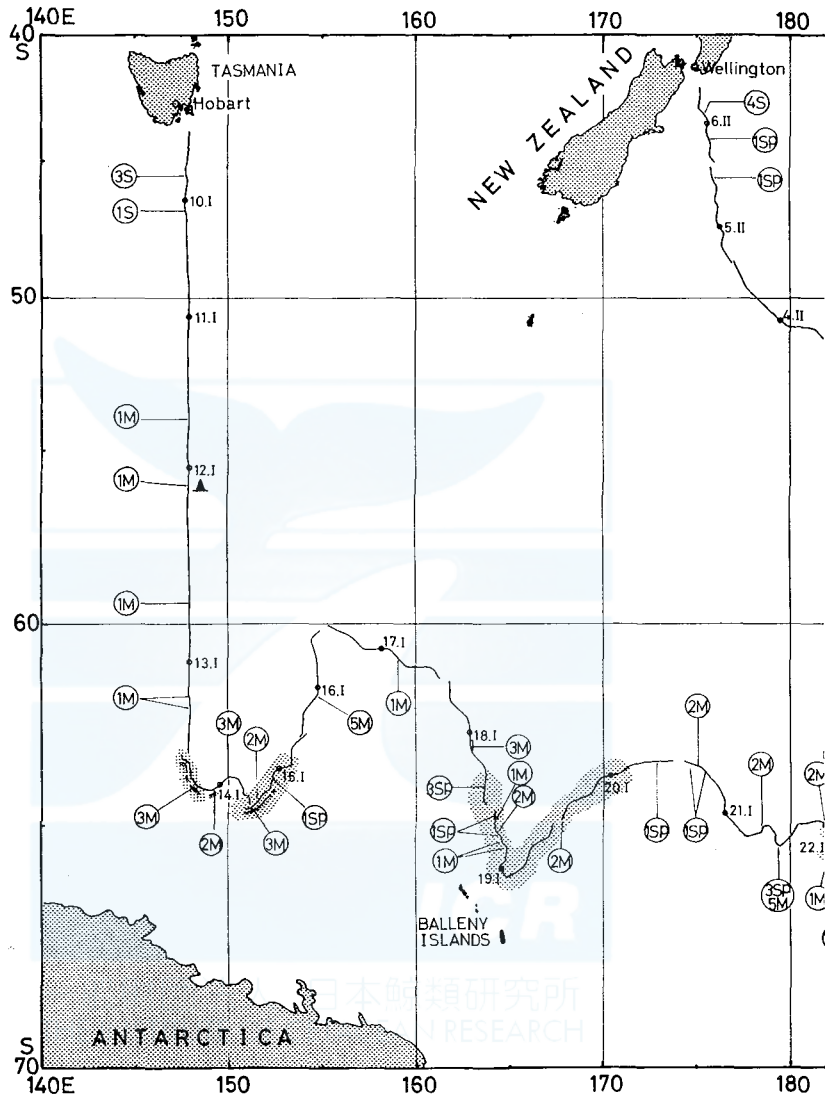 140E 150 160 170 180
40
S
TASMANIA
Hobart
NEW ZEALAND
Wellington
4S
6.II
1SP
3S
1SP
10.I
1S
5.II
50
11.I
4.II
1M
12.I
1M
1M
60
S
17.I
13.I
16.I
1M
1M
5M
2M
3M
18.I
2M
3M
1M
2M
2M
15.I
3SP
2M
20.I
14.I
21.I
3M
1SP
1SP
1SP
1SP
2M
3M
1M
2M
22.I
19.I
3SP
5M
1M
BALLENY
ISLANDS
ICR
日本鯨類研究所
CETACEAN RESEARCH
ANTARCTICA
S
70
140E 150 160 170 180